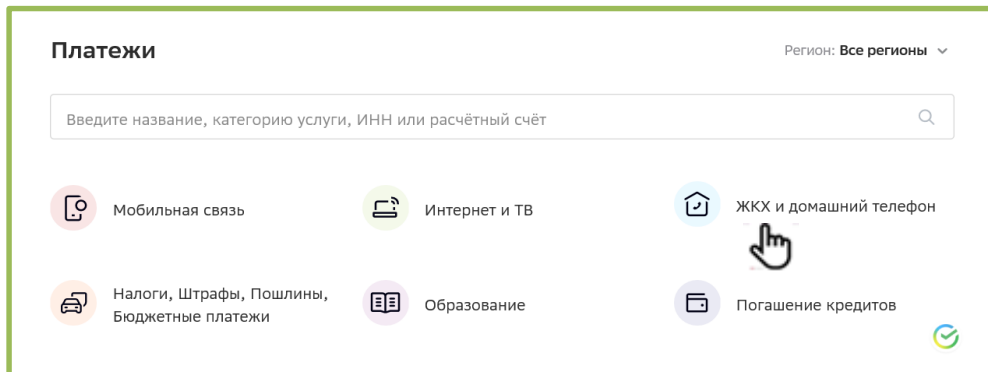 Платежи
Регион: Все регионы
Введите название, категорию услуги, ИНН или расчётный счёт
Мобильная связь
Интернет и ТВ
ЖКХ и домашний телефон
Налоги, Штрафы, Пошлины,
Бюджетные платежи
Образование
Погашение кредитов